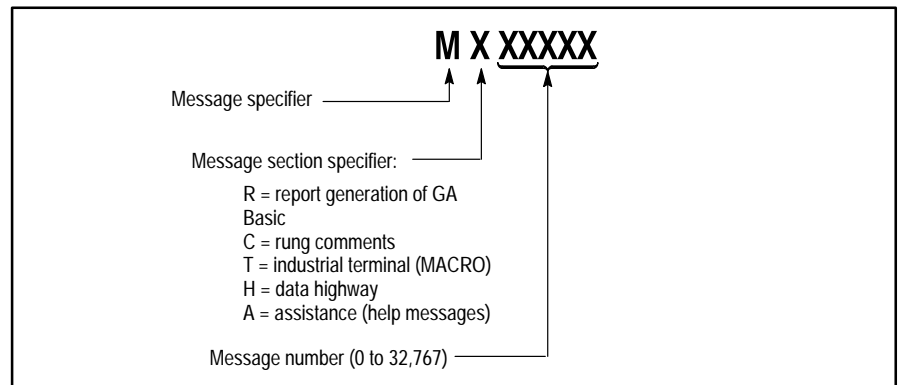 M X XXXXX
Message specifier
Message section specifier:
R = report generation of GA
Basic
C = rung comments
T = industrial terminal (MACRO)
H = data highway
A = assistance (help messages)
Message number (0 to 32,767)